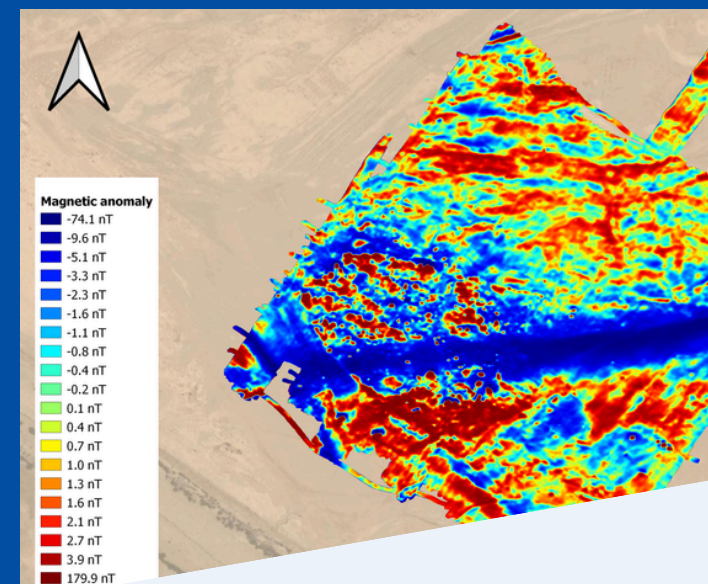 Magnetic anomaly
-74.1 nT
-9.6 nT
-5.1 nT
-3.3 nT
-2.3 nT
-1.6 nT
-1.1 nT
-0.8 nT
-0.4 nT
-0.2 nT
0.1 nT
0.4 nT
0.7 nT
1.0 nT
1.3 nT
1.6 nT
2.1 nT
2.7 nT
3.9 nT
179.9 nT